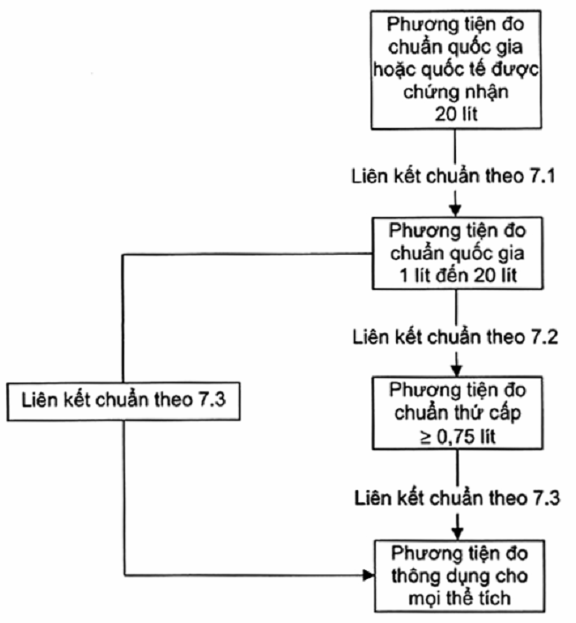 Phương tiện đo
chuẩn quốc gia
hoặc quốc tế được
chứng nhận
20 lít
Liên kết chuẩn theo 7.1
Phương tiện đo
chuẩn quốc gia
1 lít đến 20 lít
Liên kết chuẩn theo 7.2
Liên kết chuẩn theo 7.3
Phương tiện đo
chuẩn thứ cấp
≥ 0,75 lít
Liên kết chuẩn theo 7.3
Phương tiện đo
thông dụng cho
mọi thể tích